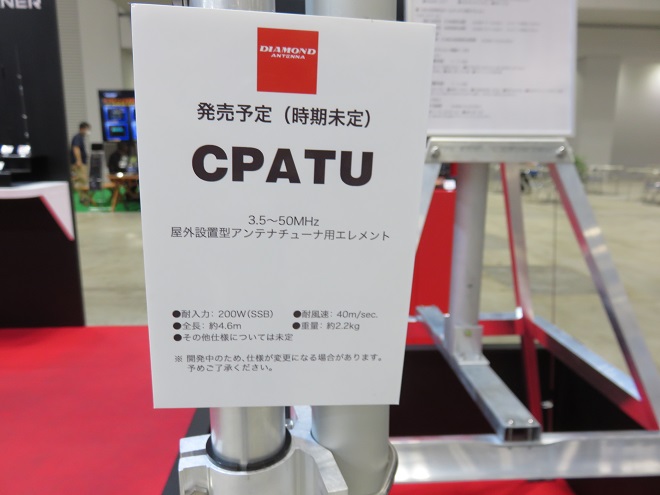 NER
DIAMOND
ANTENNA
発売予定（時期未定）
CPATU
3.5～50MHz
屋外設置型アンテナチューナ用エレメント
●耐入力：200W（SSB） ●耐風速：40m/sec.
●全長：約4.6m ●重量：約2.2kg
●その他仕様については未定
※ 開発中のため、仕様が変更になる場合があります。
予めご了承ください。